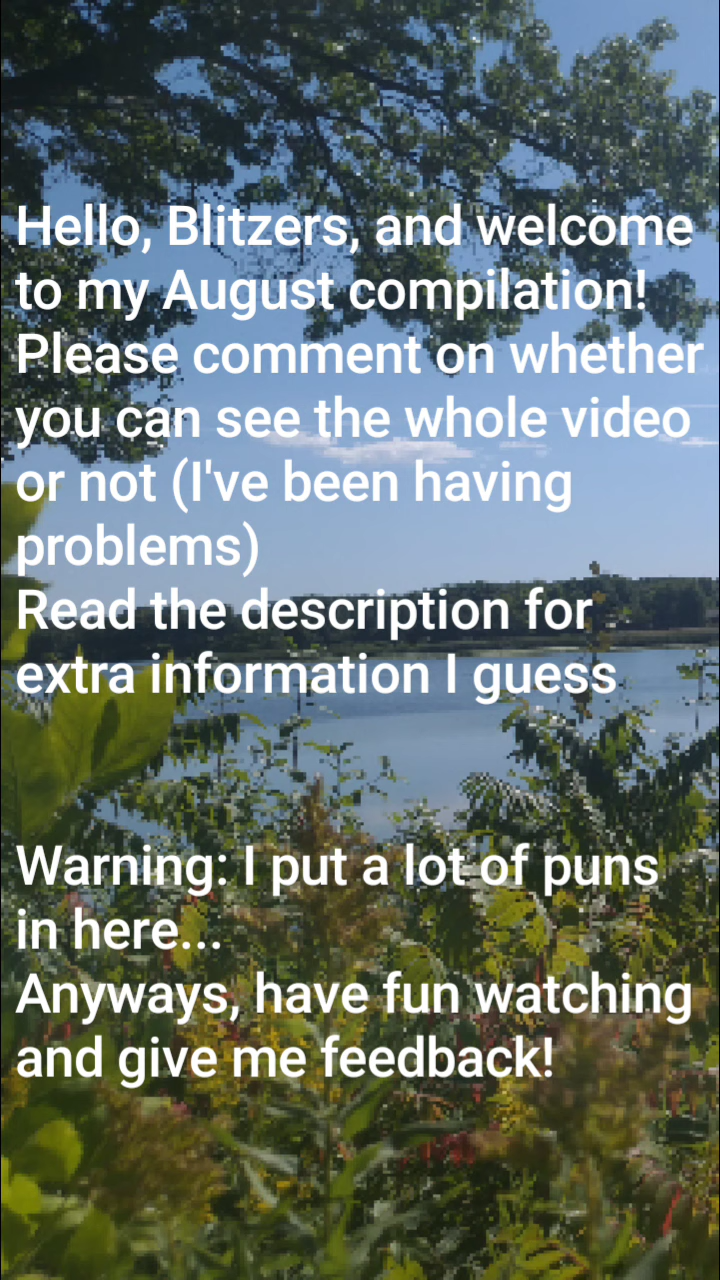 Hello, Blitzers, and welcome
to my August compilation!
Please comment on whether
you can see the whole video
or not (I've been having
problems)
Read the description for
extra information I guess
Warning: I put a lot of puns
in here...
Anyways, have fun watching
and give me feedback!